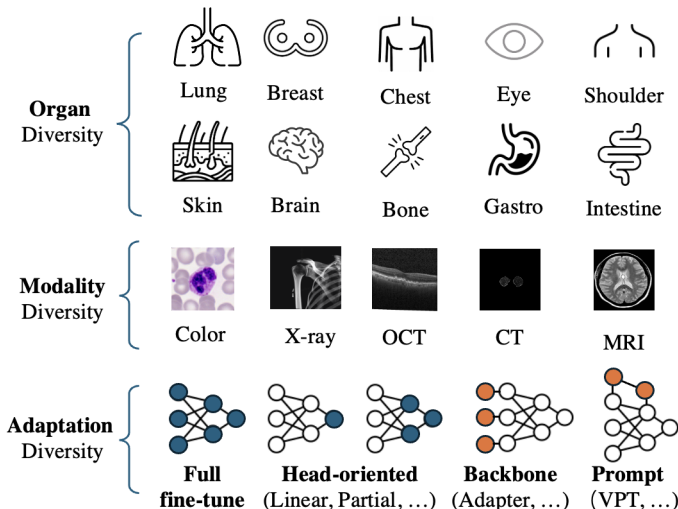 Organ
Diversity
Lung Breast Chest Eye Shoulder
Skin Brain Bone Gastro Intestine
Modality
Diversity
Color X-ray OCT CT MRI
Adaptation
Diversity
Full
fine-tune
Head-oriented
(Linear, Partial, …)
Backbone
(Adapter, …)
Prompt
(VPT, …)